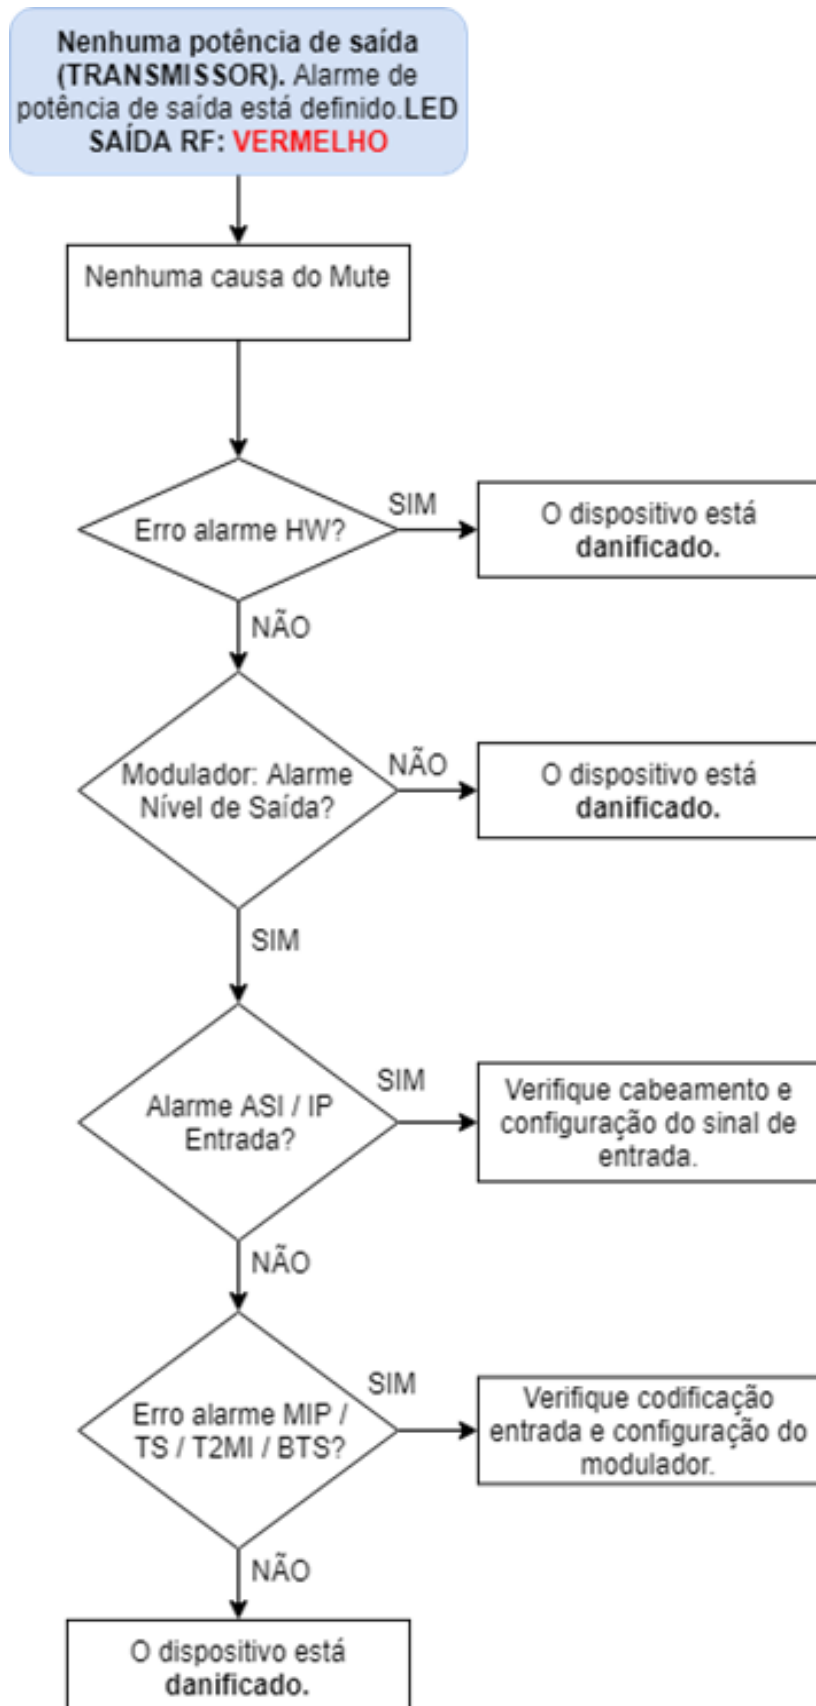 Nenhuma potência de saída
(TRANSMISSOR). Alarme de
potência de saída está definido.LED
SAÍDA RF: VERMELHO
Nenhuma causa do Mute
Erro alarme HW?
SIM
O dispositivo está
danificado.
NÃO
Modulador: Alarme
Nível de Saída?
NÃO
O dispositivo está
danificado.
SIM
Alarme ASI / IP
Entrada?
SIM
Verifique cabeamento e
configuração do sinal de
entrada.
NÃO
Erro alarme MIP /
TS / T2MI / BTS?
SIM
Verifique codificação
entrada e configuração do
modulador.
NÃO
O dispositivo está
danificado.